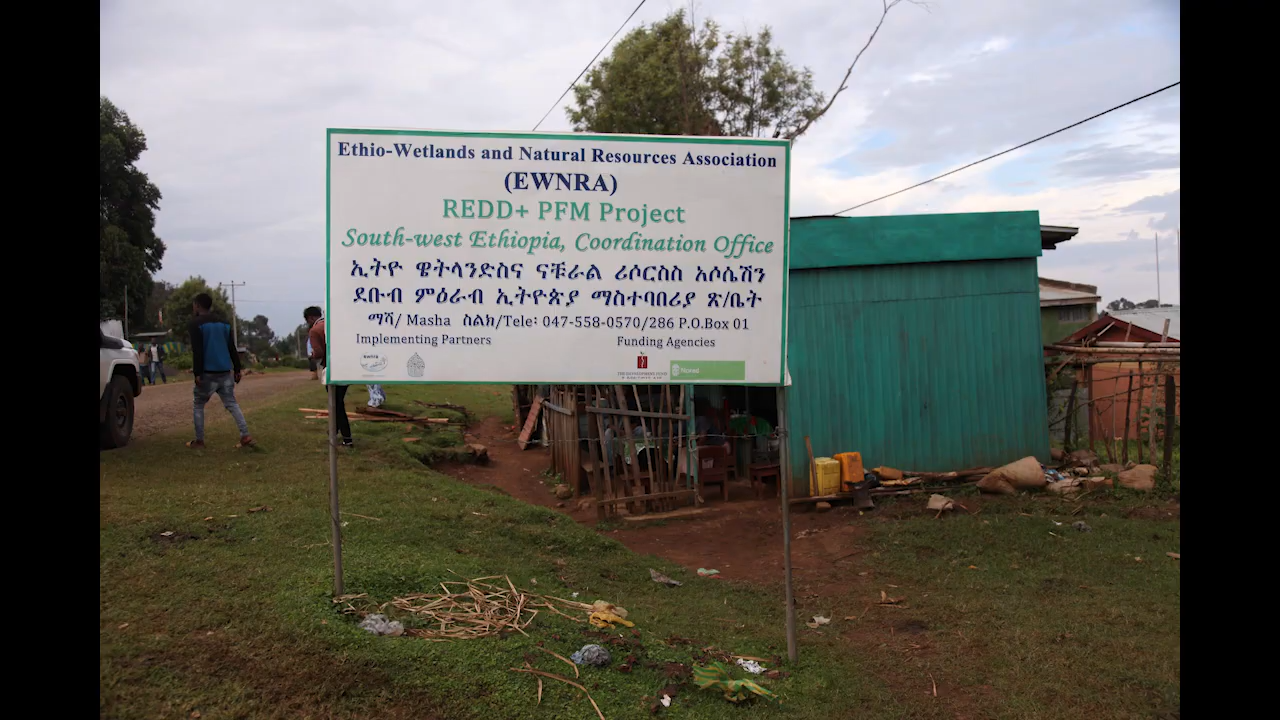 Ethio-Wetlands and Natural Resources Association
(EWNRA)
REDD+ PFM Project
South-west Ethiopia, Coordination Office
ኢትዮ ዌትላንድስና ናቹራል ሪሶርስስ አሶሴሽን
ደቡብ ምዕራብ ኢትዮጵያ ማስተባበሪያ ጽ/ቤት
ማሻ/ Masha ስልክ/Tele: 047-558-0570/286 P.O.Box 01
Implementing Partners Funding Agencies